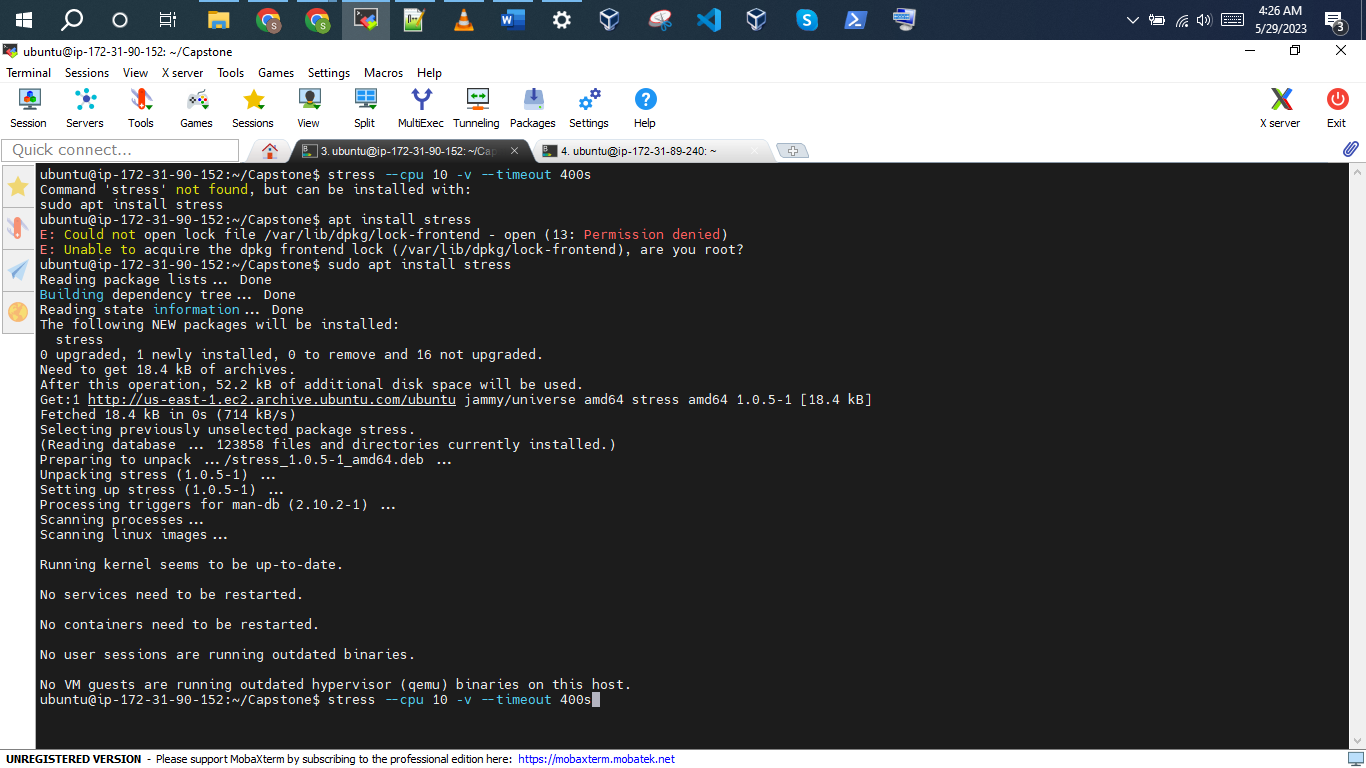 4:26 AM
5/29/2023
3
ubuntu@ip-172-31-90-152: ~/Capstone
Terminal Sessions View X server Tools Games Settings Macros Help
Session Servers Tools Games Sessions View Split MultiExec Tunneling Packages Settings Help X server Exit
Quick connect...
3. ubuntu@ip-172-31-90-152: ~/Cap
4. ubuntu@ip-172-31-89-240: ~
ubuntu@ip-172-31-90-152:~/Capstone$ stress --cpu 10 -v --timeout 400s
Command 'stress' not found, but can be installed with:
sudo apt install stress
ubuntu@ip-172-31-90-152:~/Capstone$ apt install stress
E: Could not open lock file /var/lib/dpkg/lock-frontend - open (13: Permission denied)
E: Unable to acquire the dpkg frontend lock (/var/lib/dpkg/lock-frontend), are you root?
ubuntu@ip-172-31-90-152:~/Capstone$ sudo apt install stress
Reading package lists... Done
Building dependency tree... Done
Reading state information... Done
The following NEW packages will be installed:
  stress
0 upgraded, 1 newly installed, 0 to remove and 16 not upgraded.
Need to get 18.4 kB of archives.
After this operation, 52.2 kB of additional disk space will be used.
Get:1 http://us-east-1.ec2.archive.ubuntu.com/ubuntu jammy/universe amd64 stress amd64 1.0.5-1 [18.4 kB]
Fetched 18.4 kB in 0s (714 kB/s)
Selecting previously unselected package stress.
(Reading database ... 123858 files and directories currently installed.)
Preparing to unpack .../stress_1.0.5-1_amd64.deb ...
Unpacking stress (1.0.5-1) ...
Setting up stress (1.0.5-1) ...
Processing triggers for man-db (2.10.2-1) ...
Scanning processes...
Scanning linux images...
Running kernel seems to be up-to-date.
No services need to be restarted.
No containers need to be restarted.
No user sessions are running outdated binaries.
No VM guests are running outdated hypervisor (qemu) binaries on this host.
ubuntu@ip-172-31-90-152:~/Capstone$ stress --cpu 10 -v --timeout 400s
UNREGISTERED VERSION - Please support MobaXterm by subscribing to the professional edition here: https://mobaxterm.mobatek.net